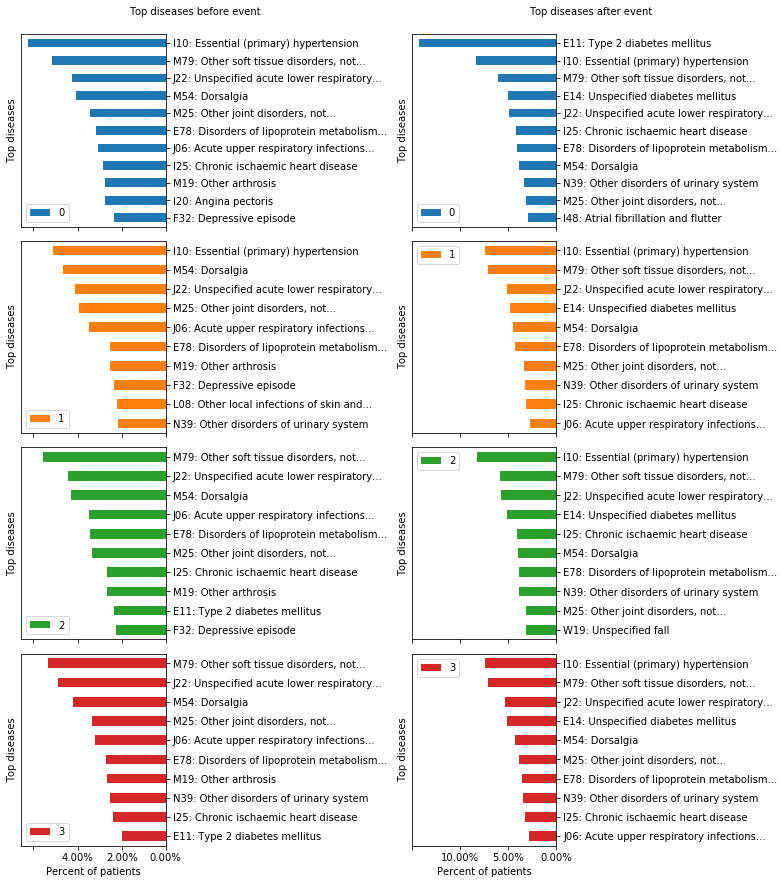 Top diseases before event
I10: Essential (primary) hypertension
M79: Other soft tissue disorders, not...
J22: Unspecified acute lower respiratory...
M54: Dorsalgia
M25: Other joint disorders, not...
E78: Disorders of lipoprotein metabolism...
J06: Acute upper respiratory infections...
I25: Chronic ischaemic heart disease
M19: Other arthrosis
I20: Angina pectoris
F32: Depressive episode
Top diseases
0
Top diseases after event
E11: Type 2 diabetes mellitus
I10: Essential (primary) hypertension
M79: Other soft tissue disorders, not...
E14: Unspecified diabetes mellitus
J22: Unspecified acute lower respiratory...
I25: Chronic ischaemic heart disease
E78: Disorders of lipoprotein metabolism...
M54: Dorsalgia
N39: Other disorders of urinary system
M25: Other joint disorders, not...
I48: Atrial fibrillation and flutter
Top diseases
0
I10: Essential (primary) hypertension
M54: Dorsalgia
J22: Unspecified acute lower respiratory...
M25: Other joint disorders, not...
J06: Acute upper respiratory infections...
E78: Disorders of lipoprotein metabolism...
M19: Other arthrosis
F32: Depressive episode
L08: Other local infections of skin and...
N39: Other disorders of urinary system
Top diseases
1
I10: Essential (primary) hypertension
M79: Other soft tissue disorders, not...
J22: Unspecified acute lower respiratory...
E14: Unspecified diabetes mellitus
M54: Dorsalgia
E78: Disorders of lipoprotein metabolism...
M25: Other joint disorders, not...
N39: Other disorders of urinary system
I25: Chronic ischaemic heart disease
J06: Acute upper respiratory infections...
Top diseases
1
M79: Other soft tissue disorders, not...
J22: Unspecified acute lower respiratory...
M54: Dorsalgia
J06: Acute upper respiratory infections...
E78: Disorders of lipoprotein metabolism...
M25: Other joint disorders, not...
I25: Chronic ischaemic heart disease
M19: Other arthrosis
E11: Type 2 diabetes mellitus
F32: Depressive episode
Top diseases
2
I10: Essential (primary) hypertension
M79: Other soft tissue disorders, not...
J22: Unspecified acute lower respiratory...
E14: Unspecified diabetes mellitus
I25: Chronic ischaemic heart disease
M54: Dorsalgia
E78: Disorders of lipoprotein metabolism...
N39: Other disorders of urinary system
M25: Other joint disorders, not...
W19: Unspecified fall
Top diseases
2
M79: Other soft tissue disorders, not...
J22: Unspecified acute lower respiratory...
M54: Dorsalgia
M25: Other joint disorders, not...
J06: Acute upper respiratory infections...
E78: Disorders of lipoprotein metabolism...
M19: Other arthrosis
N39: Other disorders of urinary system
I25: Chronic ischaemic heart disease
E11: Type 2 diabetes mellitus
Top diseases
3
4.00% 2.00% 0.00%
Percent of patients
I10: Essential (primary) hypertension
M79: Other soft tissue disorders, not...
J22: Unspecified acute lower respiratory...
E14: Unspecified diabetes mellitus
M54: Dorsalgia
M25: Other joint disorders, not...
E78: Disorders of lipoprotein metabolism...
N39: Other disorders of urinary system
I25: Chronic ischaemic heart disease
J06: Acute upper respiratory infections...
Top diseases
3
10.00% 5.00% 0.00%
Percent of patients